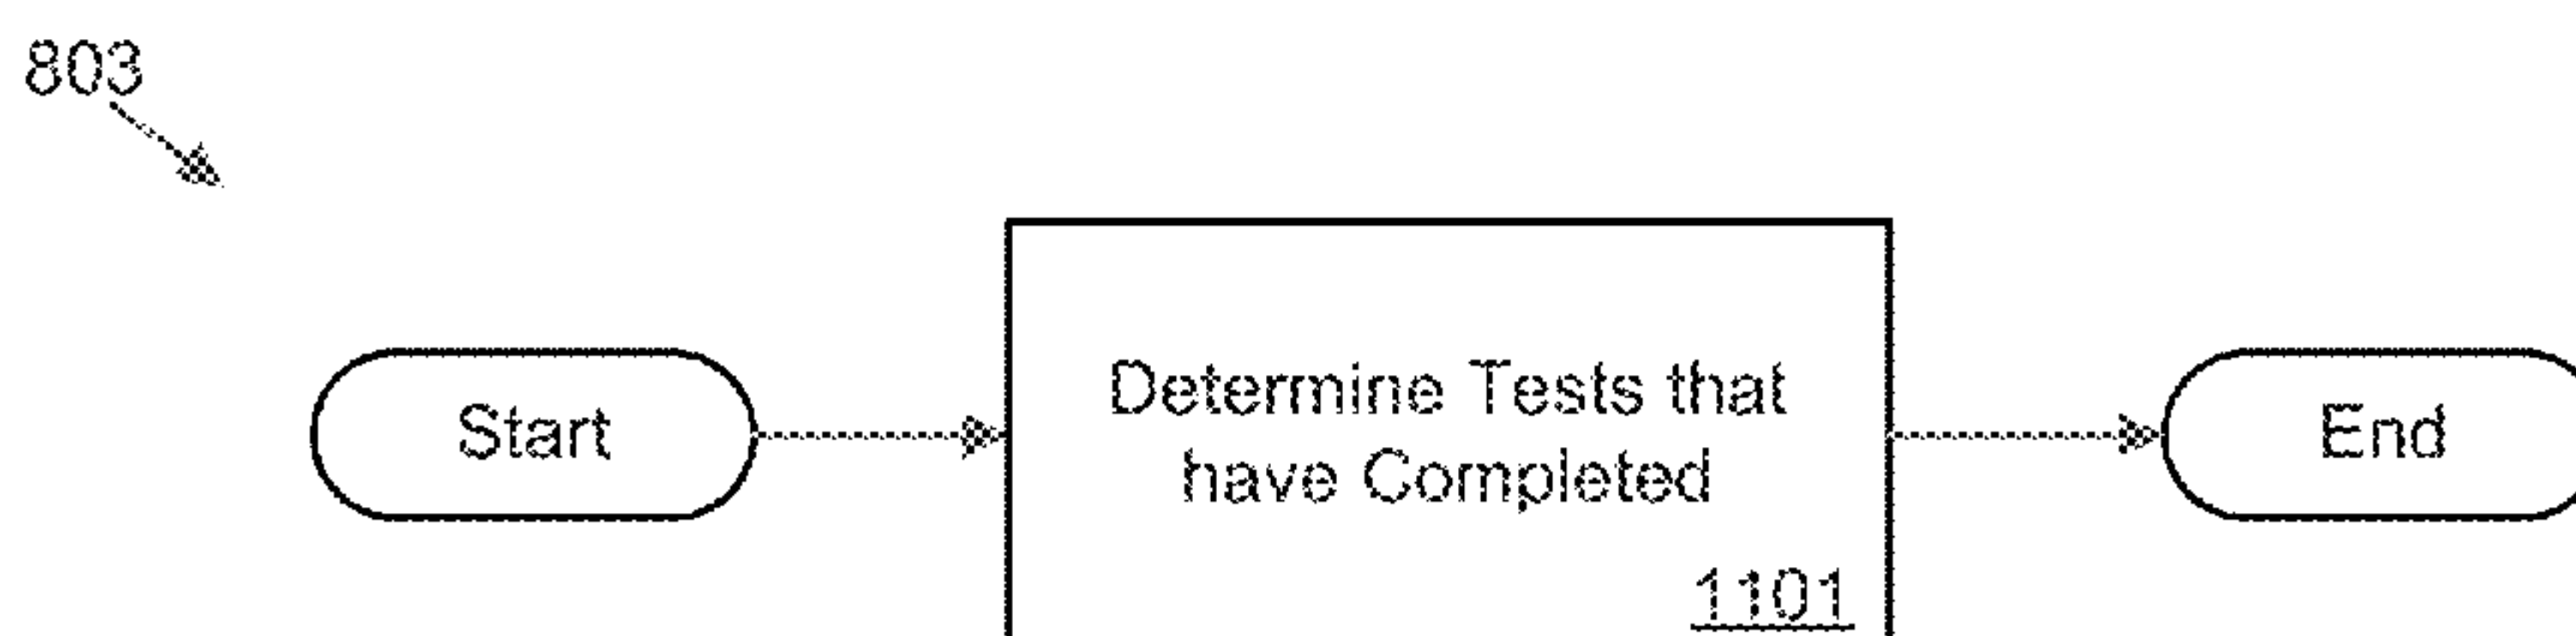 803
Start
Determine Tests that
have Completed
1101
End